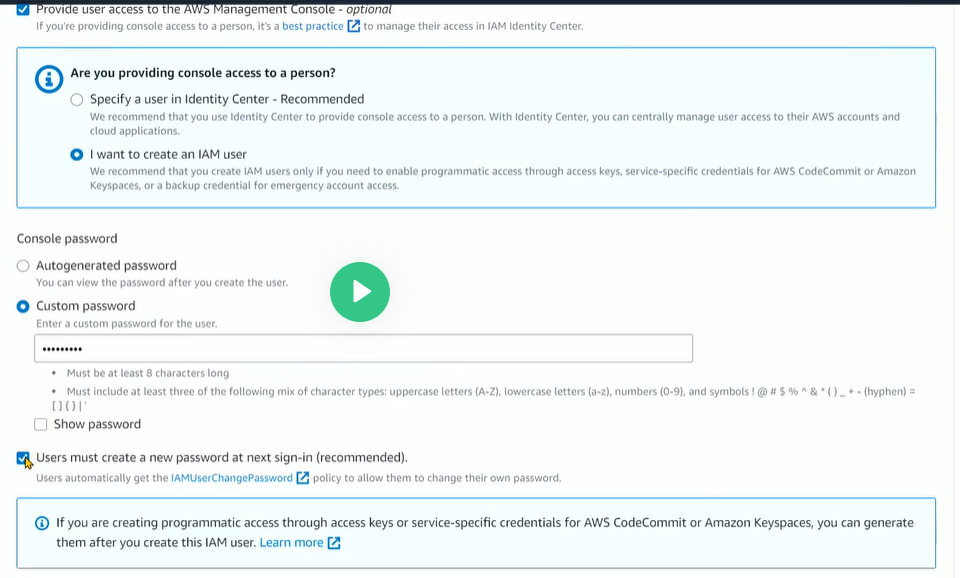 Provide user access to the AWS Management Console - optional
If you're providing console access to a person, it's a best practice to manage their access in IAM Identity Center.
Are you providing console access to a person?
Specify a user in Identity Center - Recommended
We recommend that you use Identity Center to provide console access to a person. With Identity Center, you can centrally manage user access to their AWS accounts and
cloud applications.
I want to create an IAM user
We recommend that you create IAM users only if you need to enable programmatic access through access keys, service-specific credentials for AWS CodeCommit or Amazon
Keyspaces, or a backup credential for emergency account access.
Console password
Autogenerated password
You can view the password after you create the user.
Custom password
Enter a custom password for the user.
•••••••••
• Must be at least 8 characters long
• Must include at least three of the following mix of character types: uppercase letters (A-Z), lowercase letters (a-z), numbers (0-9), and symbols ! @ # $ % ^ & * ( ) _ + - (hyphen) =
[ ] { } | '
Show password
Users must create a new password at next sign-in (recommended).
Users automatically get the IAMUserChangePassword policy to allow them to change their own password.
If you are creating programmatic access through access keys or service-specific credentials for AWS CodeCommit or Amazon Keyspaces, you can generate
them after you create this IAM user. Learn more